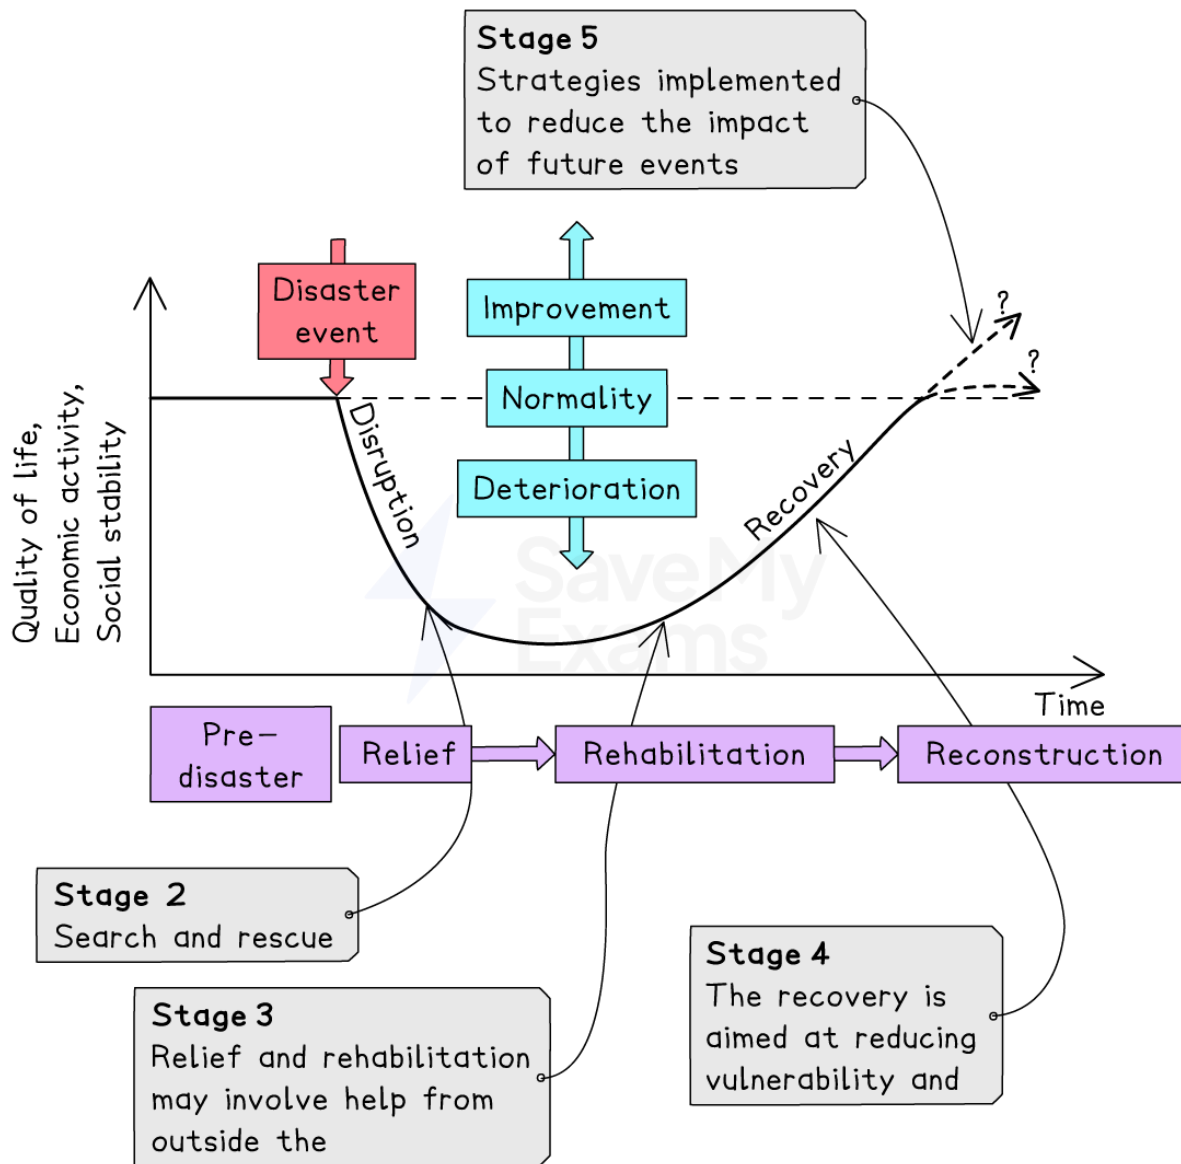 Stage 5
Strategies implemented
to reduce the impact
of future events
Disaster
event
Improvement
Normality
Deterioration
?
?
Disruption
Recovery
Quality of life,
Economic activity,
Social stability
SaveMy
Exams
Time
Pre-
disaster
Relief
Rehabilitation
Reconstruction
Stage 2
Search and rescue
Stage 3
Relief and rehabilitation
may involve help from
outside the
Stage 4
The recovery is
aimed at reducing
vulnerability and